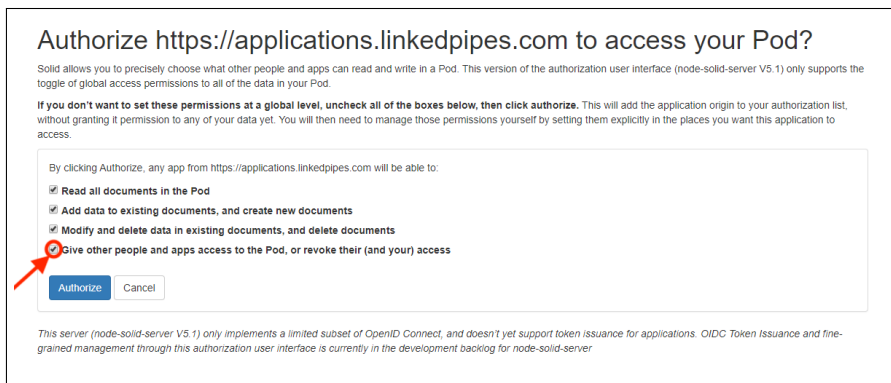 Authorize https://applications.linkedpipes.com to access your Pod?
Solid allows you to precisely choose what other people and apps can read and write in a Pod. This version of the authorization user interface (node-solid-server V5.1) only supports the
toggle of global access permissions to all of the data in your Pod.
If you don't want to set these permissions at a global level, uncheck all of the boxes below, then click authorize. This will add the application origin to your authorization list,
without granting it permission to any of your data yet. You will then need to manage those permissions yourself by setting them explicitly in the places you want this application to
access.
By clicking Authorize, any app from https://applications.linkedpipes.com will be able to:
Read all documents in the Pod
Add data to existing documents, and create new documents
Modify and delete data in existing documents, and delete documents
Give other people and apps access to the Pod, or revoke their (and your) access
Authorize Cancel
This server (node-solid-server V5.1) only implements a limited subset of OpenID Connect, and doesn't yet support token issuance for applications. OIDC Token Issuance and fine-
grained management through this authorization user interface is currently in the development backlog for node-solid-server